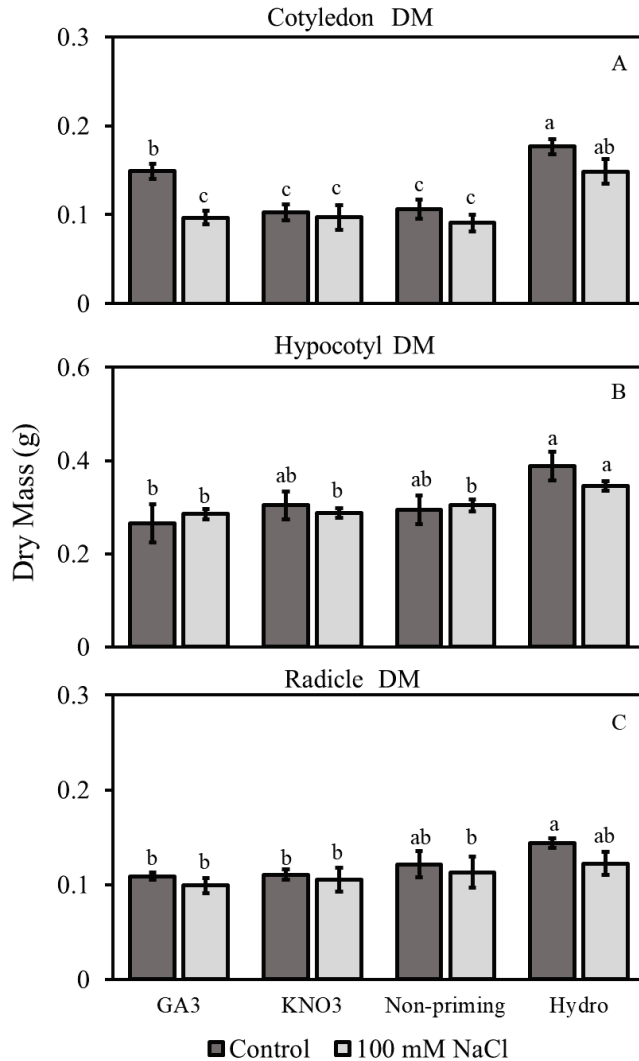 Cotyledon DM
0.3
A
0.2
b
c
c
c
c
c
a
ab
0.1
0
Hypocotyl DM
0.6
B
0.4
b
b
ab
b
ab
b
a
a
0.2
0
Dry Mass (g)
Radicle DM
0.3
C
0.2
b
b
b
b
ab
b
a
ab
0.1
0
GA3 KNO3 Non-priming Hydro
Control 100 mM NaCl